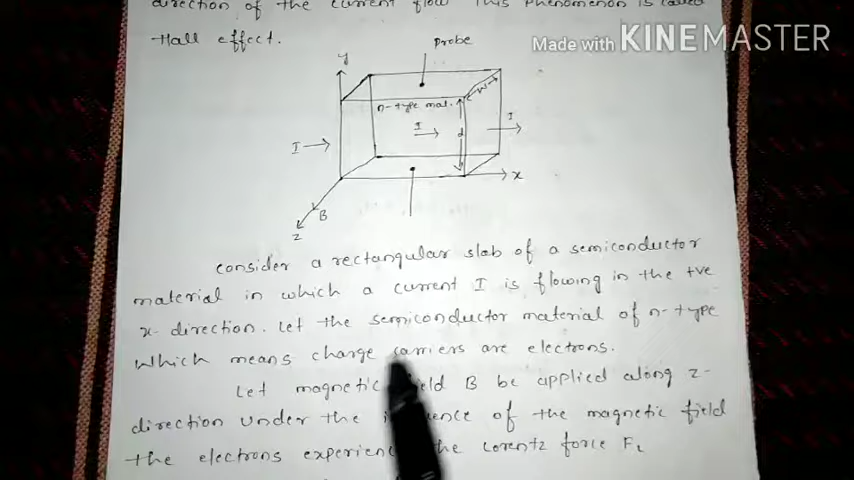 direction of the current flow This phenomenon is called
Hall effect.
Made with KINEMASTER
Probe
y
n-type mat.
w
I
I
d
I
x
B
z
consider a rectangular slab of a semiconductor
material in which a current I is flowing in the +ve
x-direction. Let the semiconductor material of n-type
which means charge carriers are electrons.
Let magnetic field B be applied along z-
direction under the influence of the magnetic field
the electrons experience the Lorentz force FL